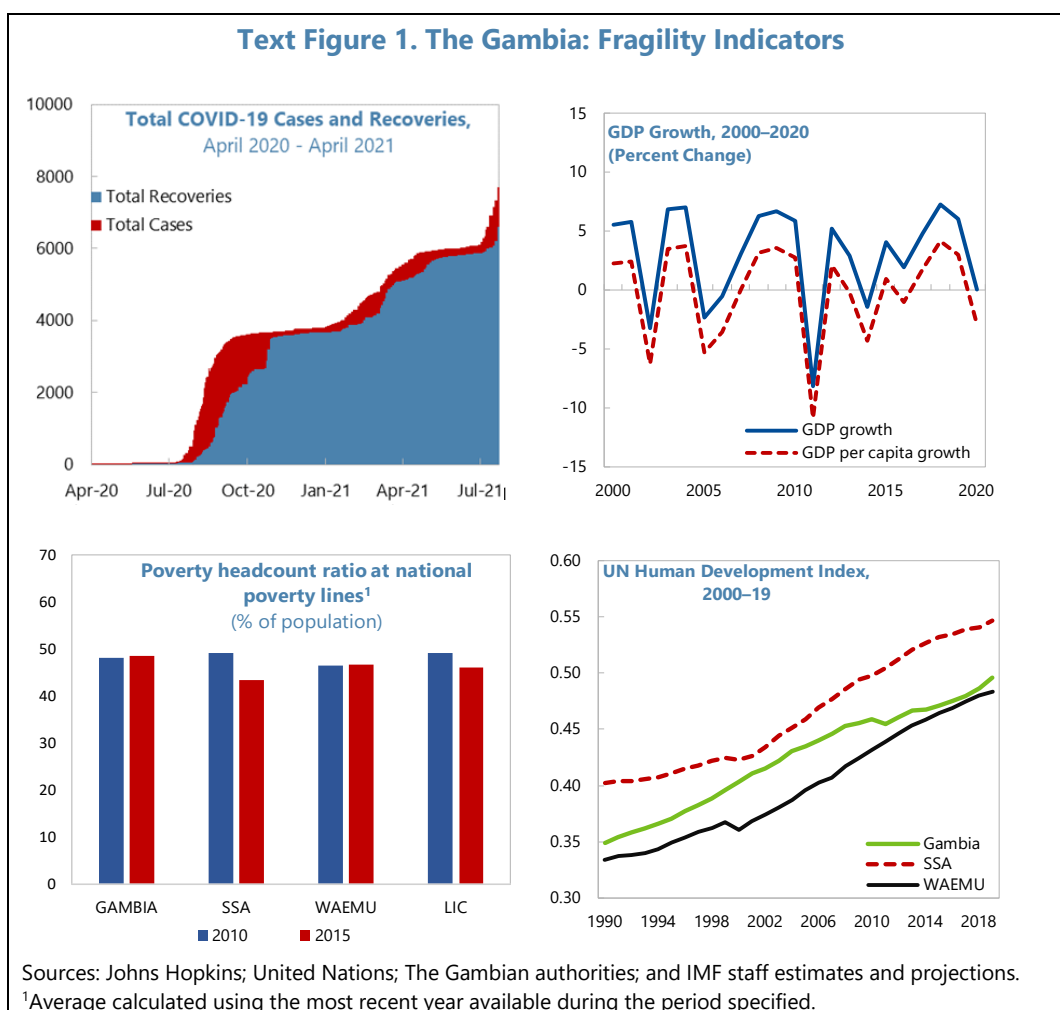 Text Figure 1. The Gambia: Fragility Indicators
Total COVID-19 Cases and Recoveries,
April 2020 - April 2021
Total Recoveries
Total Cases
10000
8000
6000
4000
2000
0
Apr-20 Jul-20 Oct-20 Jan-21 Apr-21 Jul-21
GDP Growth, 2000–2020
(Percent Change)
15
10
5
0
-5
-10
-15
GDP growth
GDP per capita growth
2000 2005 2010 2015 2020
Poverty headcount ratio at national
poverty lines¹
(% of population)
70
60
50
40
30
20
10
0
GAMBIA SSA WAEMU LIC
2010 2015
UN Human Development Index,
2000–19
0.60
0.55
0.50
0.45
0.40
0.35
0.30
Gambia
SSA
WAEMU
1990 1994 1998 2002 2006 2010 2014 2018
Sources: Johns Hopkins; United Nations; The Gambian authorities; and IMF staff estimates and projections.
¹Average calculated using the most recent year available during the period specified.